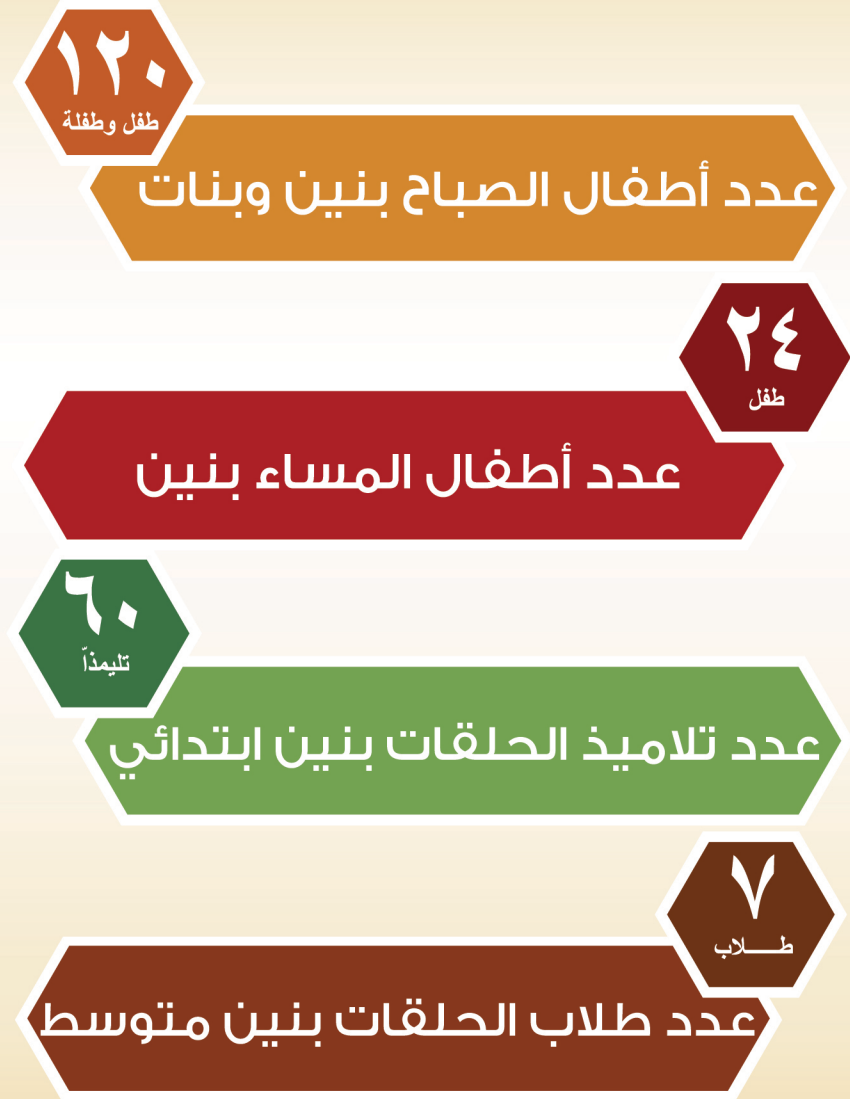 ١٢٠
طفل وطفلة
عدد أطفال الصباح بنين وبنات
٢٤
طفل
عدد أطفال المساء بنين
٦٠
تليمذاً
عدد تلاميذ الحلقات بنين ابتدائي
٧
طـــلاب
عدد طلاب الحلقات بنين متوسط